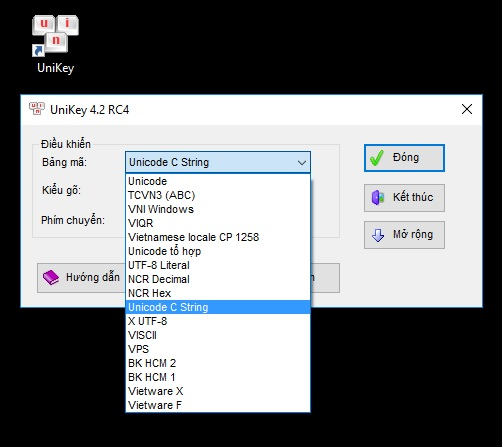 u i
n
UniKey
UniKey 4.2 RC4
Điều khiển
Bảng mã:
Unicode C String
Đóng
Kiểu gõ:
Kết thúc
Phím chuyển:
Mở rộng
Hướng dẫn
Unicode
TCVN3 (ABC)
VNI Windows
VIQR
Vietnamese locale CP 1258
Unicode tổ hợp
UTF-8 Literal
NCR Decimal
NCR Hex
Unicode C String
X UTF-8
VISCII
VPS
BK HCM 2
BK HCM 1
Vietware X
Vietware F